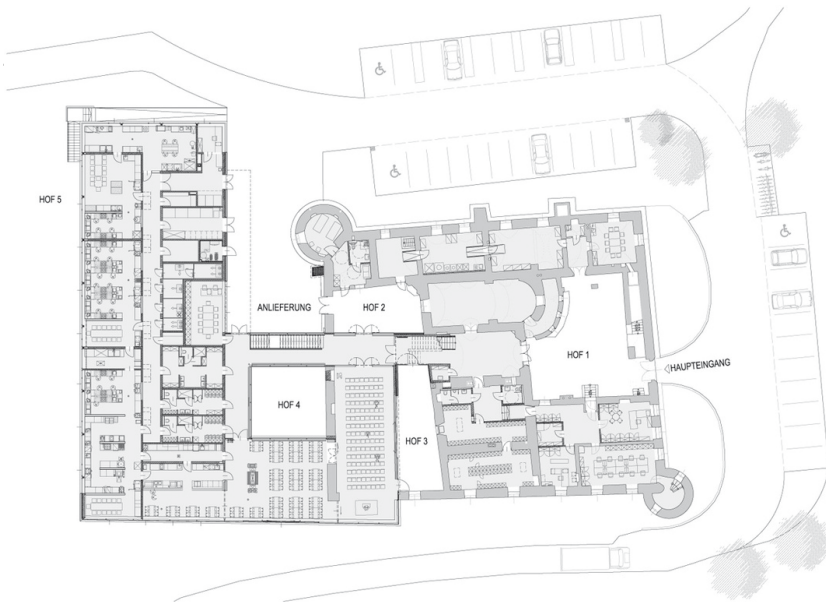 HOF 5
ANLIEFERUNG
HOF 2
HOF 1
HAUPTEINGANG
HOF 4
HOF 3